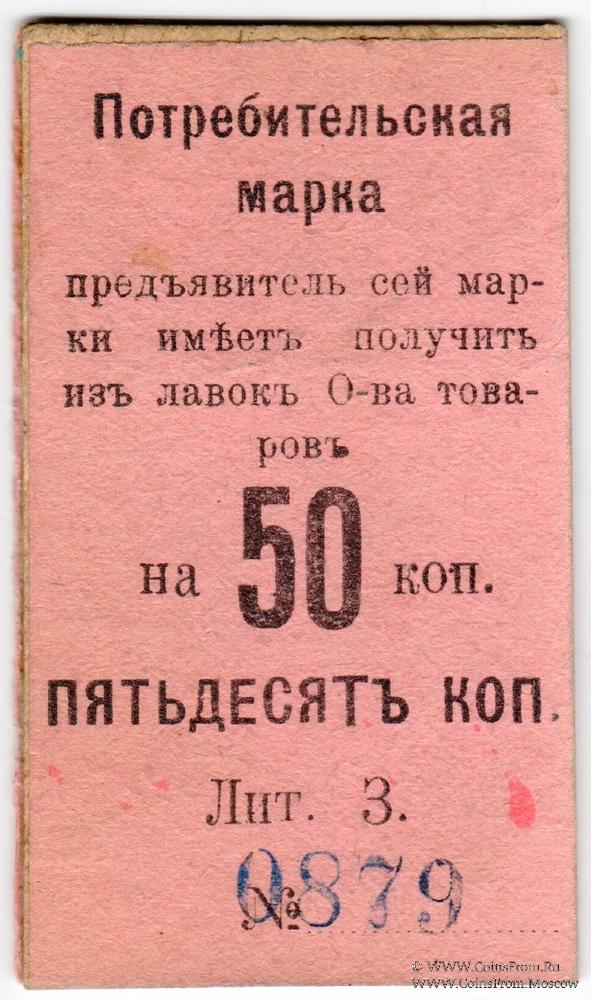 Потребительская
марка
предъявитель сей мар-
ки имѣетъ получить
изъ лавокъ О-ва това-
ровъ
на 50 коп.
ПЯТЬДЕСЯТЪ КОП.
Лит. З.
№ 0879
© www.CoinsFrom.Ru
www.CoinsFrom.Moscow